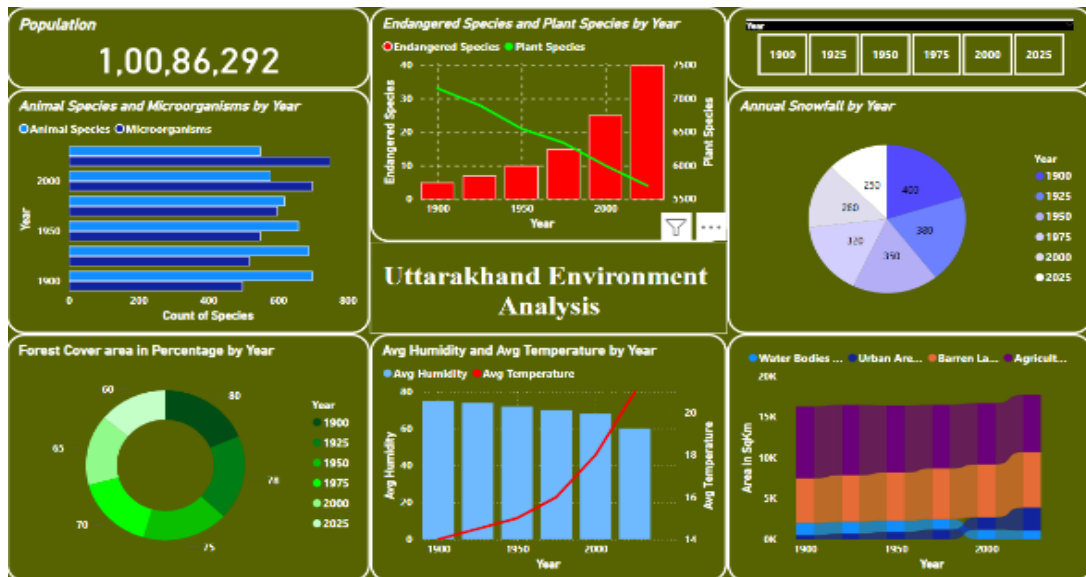 Population
1,00,86,292
Endangered Species and Plant Species by Year
Endangered Species Plant Species
Endangered Species
40
30
20
10
0
7500
7000
6500
6000
5500
Plant Species
1900 1950 2000
Year
Year
1900 1925 1950 1975 2000 2025
Animal Species and Microorganisms by Year
Animal Species Microorganisms
Year
2000
1950
1900
0 200 400 600 800
Count of Species
Uttarakhand Environment
Analysis
Annual Snowfall by Year
400
380
350
320
280
250
Year
1900
1925
1950
1975
2000
2025
Forest Cover area in Percentage by Year
80
78
75
70
65
60
Year
1900
1925
1950
1975
2000
2025
Avg Humidity and Avg Temperature by Year
Avg Humidity Avg Temperature
Avg Humidity
80
60
40
20
0
20
18
16
14
Avg Temperature
1900 1950 2000
Year
Water Bodies ... Urban Are... Barren La... Agricult...
Area in SqKm
20K
15K
10K
5K
0K
1900 1950 2000
Year